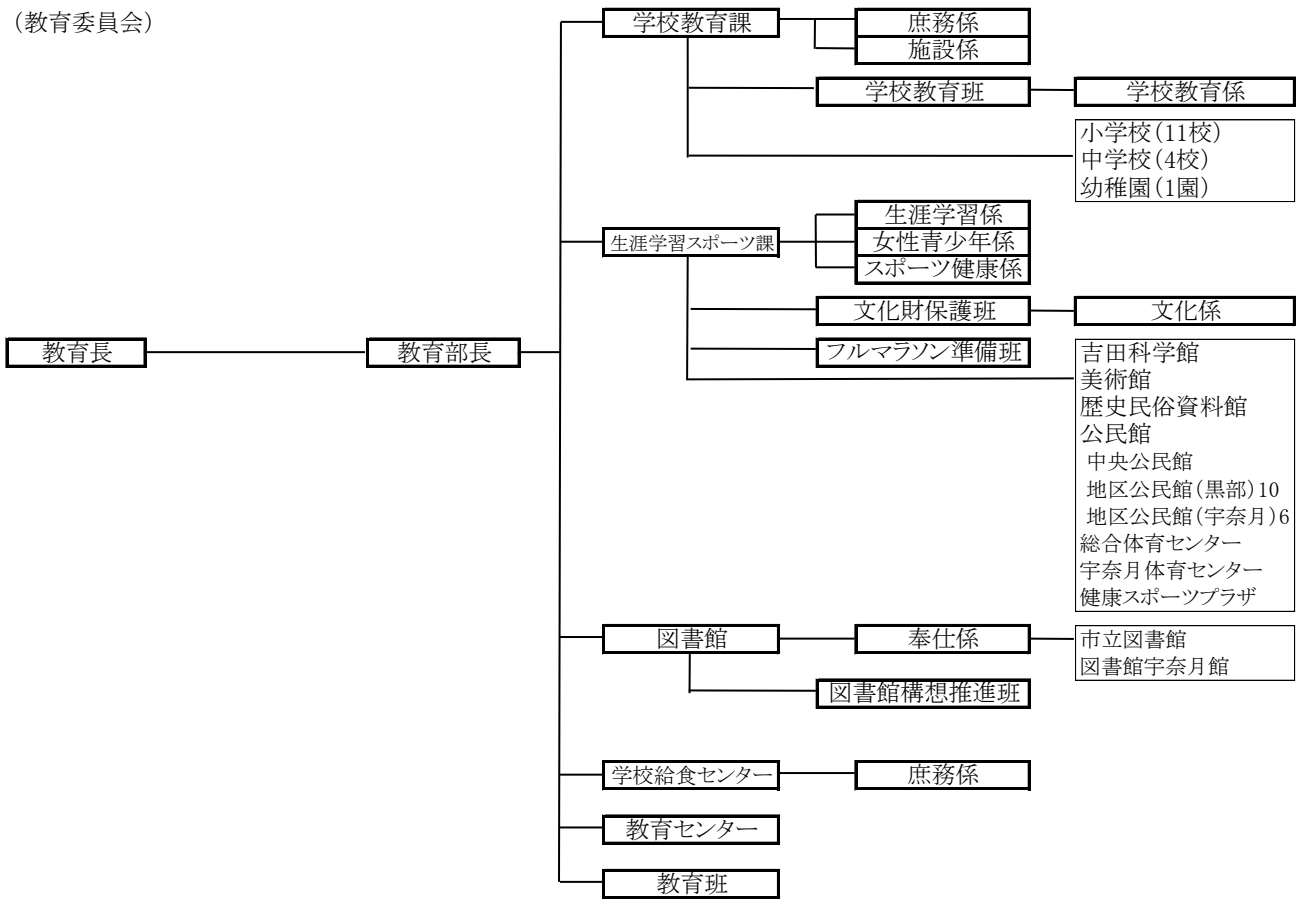 （教育委員会）
学校教育課
庶務係
施設係
学校教育班
学校教育係
小学校（11校）
中学校（4校）
幼稚園（1園）
生涯学習スポーツ課
生涯学習係
女性青少年係
スポーツ健康係
文化財保護班
文化係
教育長
教育部長
フルマラソン準備班
吉田科学館
美術館
歴史民俗資料館
公民館
中央公民館
地区公民館（黒部）10
地区公民館（宇奈月）6
総合体育センター
宇奈月体育センター
健康スポーツプラザ
図書館
奉仕係
市立図書館
図書館宇奈月館
図書館構想推進班
学校給食センター
庶務係
教育センター
教育班